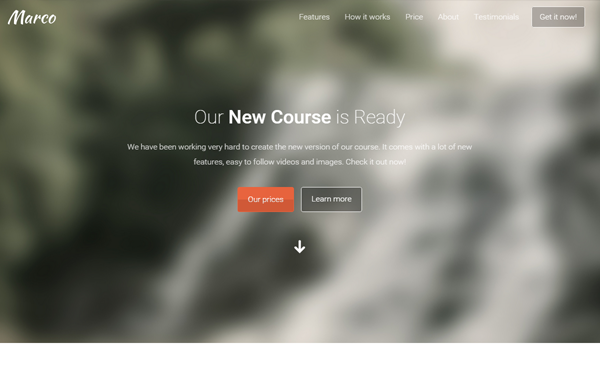 Marco
Features How it works Price About Testimonials Get it now!
Our New Course is Ready
We have been working very hard to create the new version of our course. It comes with a lot of new
features, easy to follow videos and images. Check it out now!
Our prices Learn more